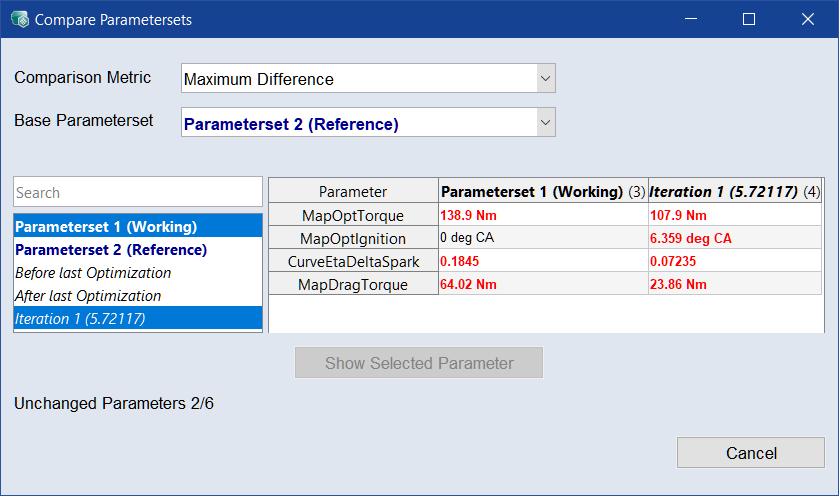 Compare Parametersets
Comparison Metric
Maximum Difference
Base Parameterset
Parameterset 2 (Reference)
Search
Parameterset 1 (Working)
Parameterset 2 (Reference)
Before last Optimization
After last Optimization
Iteration 1 (5.72117)
Parameter Parameterset 1 (Working) (3) Iteration 1 (5.72117) (4)
MapOptTorque 138.9 Nm 107.9 Nm
MapOptIgnition 0 deg CA 6.359 deg CA
CurveEtaDeltaSpark 0.1845 0.07235
MapDragTorque 64.02 Nm 23.86 Nm
Show Selected Parameter
Unchanged Parameters 2/6
Cancel